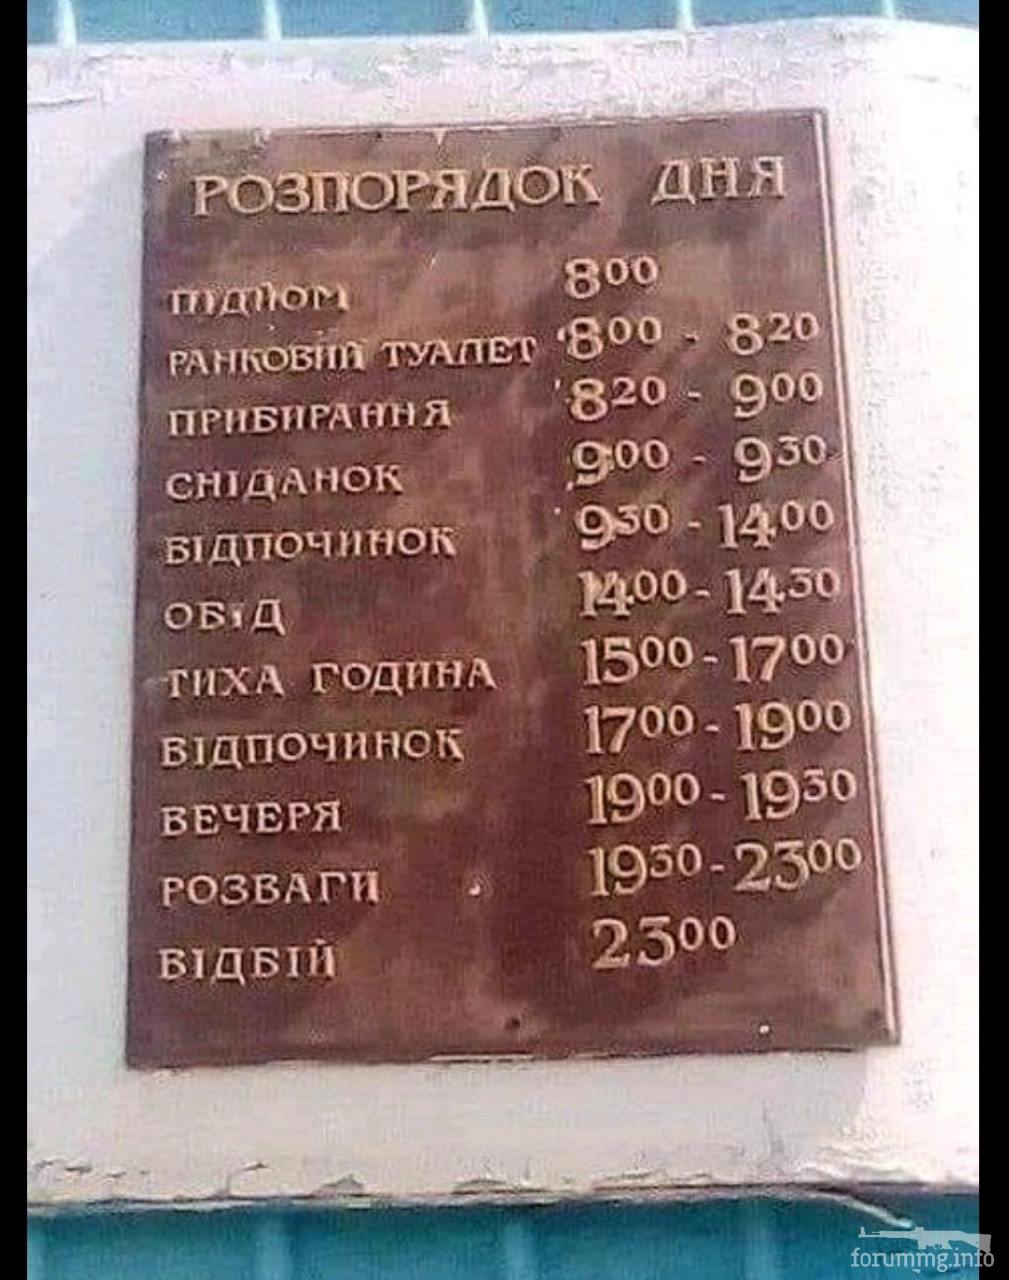 РОЗПОРЯДОК ДНЯ
ПІДЙОМ 8⁰⁰
РАНКОВИЙ ТУАЛЕТ 8⁰⁰ - 8²⁰
ПРИБИРАННЯ 8²⁰ - 9⁰⁰
СНІДАНОК 9⁰⁰ - 9³⁰
ВІДПОЧИНОК 9³⁰ - 14⁰⁰
ОБІД 14⁰⁰ - 14³⁰
ТИХА ГОДИНА 15⁰⁰ - 17⁰⁰
ВІДПОЧИНОК 17⁰⁰ - 19⁰⁰
ВЕЧЕРЯ 19⁰⁰ - 19³⁰
РОЗВАГИ 19³⁰ - 23⁰⁰
ВІДБІЙ 23⁰⁰
forummg.info